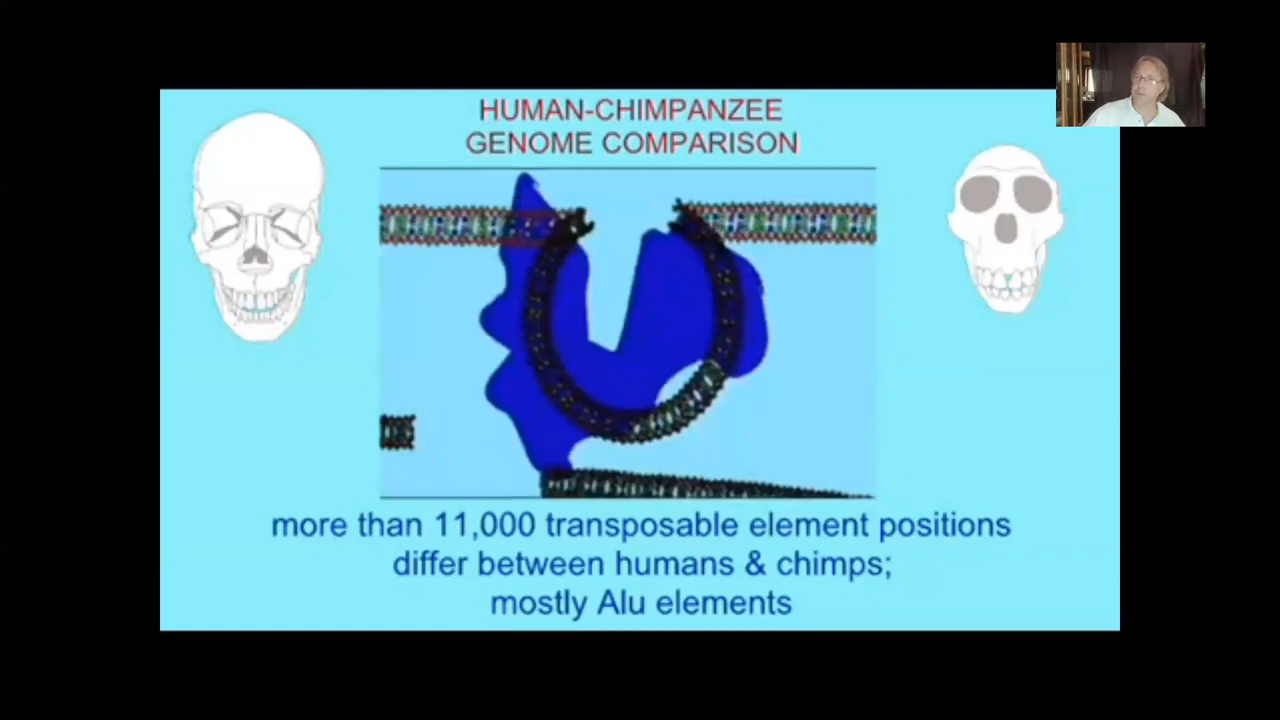 HUMAN-CHIMPANZEE
GENOME COMPARISON
more than 11,000 transposable element positions
differ between humans & chimps;
mostly Alu elements